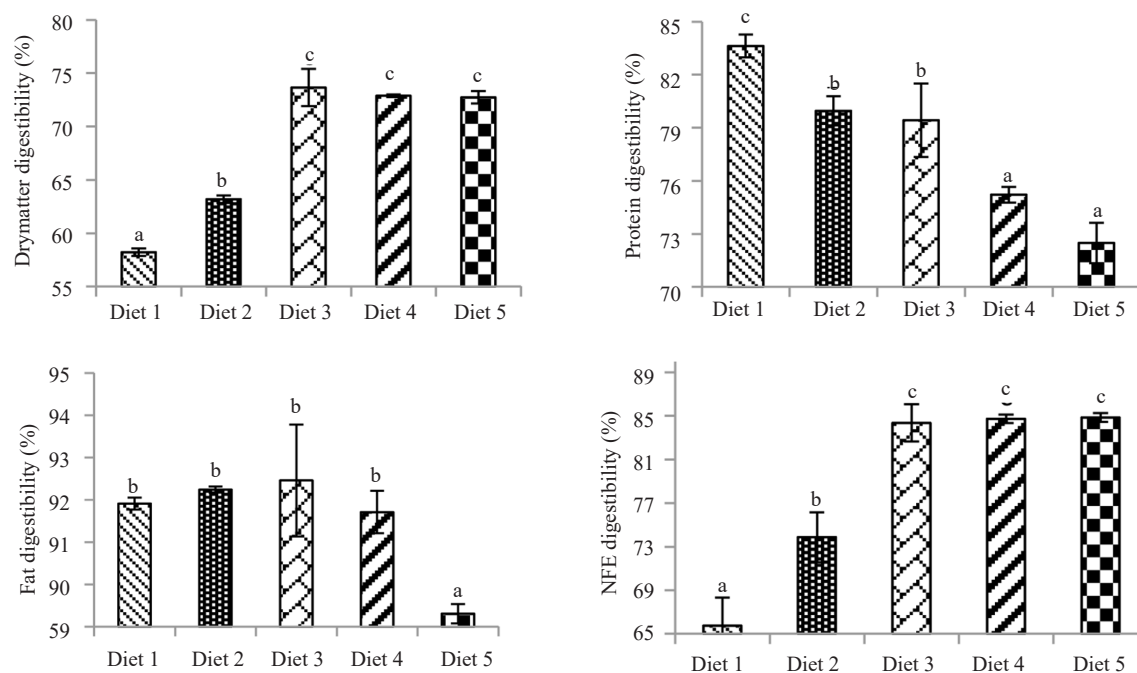 Drymatter digestibility (%)
80
75
70
65
60
55
a
b
c
c
c
Diet 1 Diet 2 Diet 3 Diet 4 Diet 5
Protein digestibility (%)
85
82
79
76
73
70
c
b
b
a
a
Diet 1 Diet 2 Diet 3 Diet 4 Diet 5
Fat digestibility (%)
95
94
93
92
91
90
59
b
b
b
b
a
Diet 1 Diet 2 Diet 3 Diet 4 Diet 5
NFE digestibility (%)
89
85
81
77
73
69
65
a
b
c
c
c
Diet 1 Diet 2 Diet 3 Diet 4 Diet 5